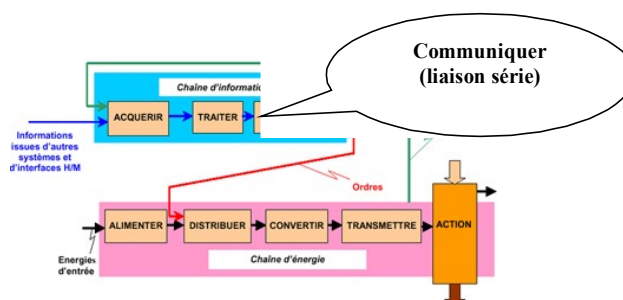 Communiquer
(liaison série)
Chaîne d'informatio
ACQUERIR
TRAITER
Informations
issues d'autres
systèmes et
d'interfaces H/M
Ordres
ALIMENTER
DISTRIBUER
CONVERTIR
TRANSMETTRE
ACTION
Energies
d'entrée
Chaîne d'énergie